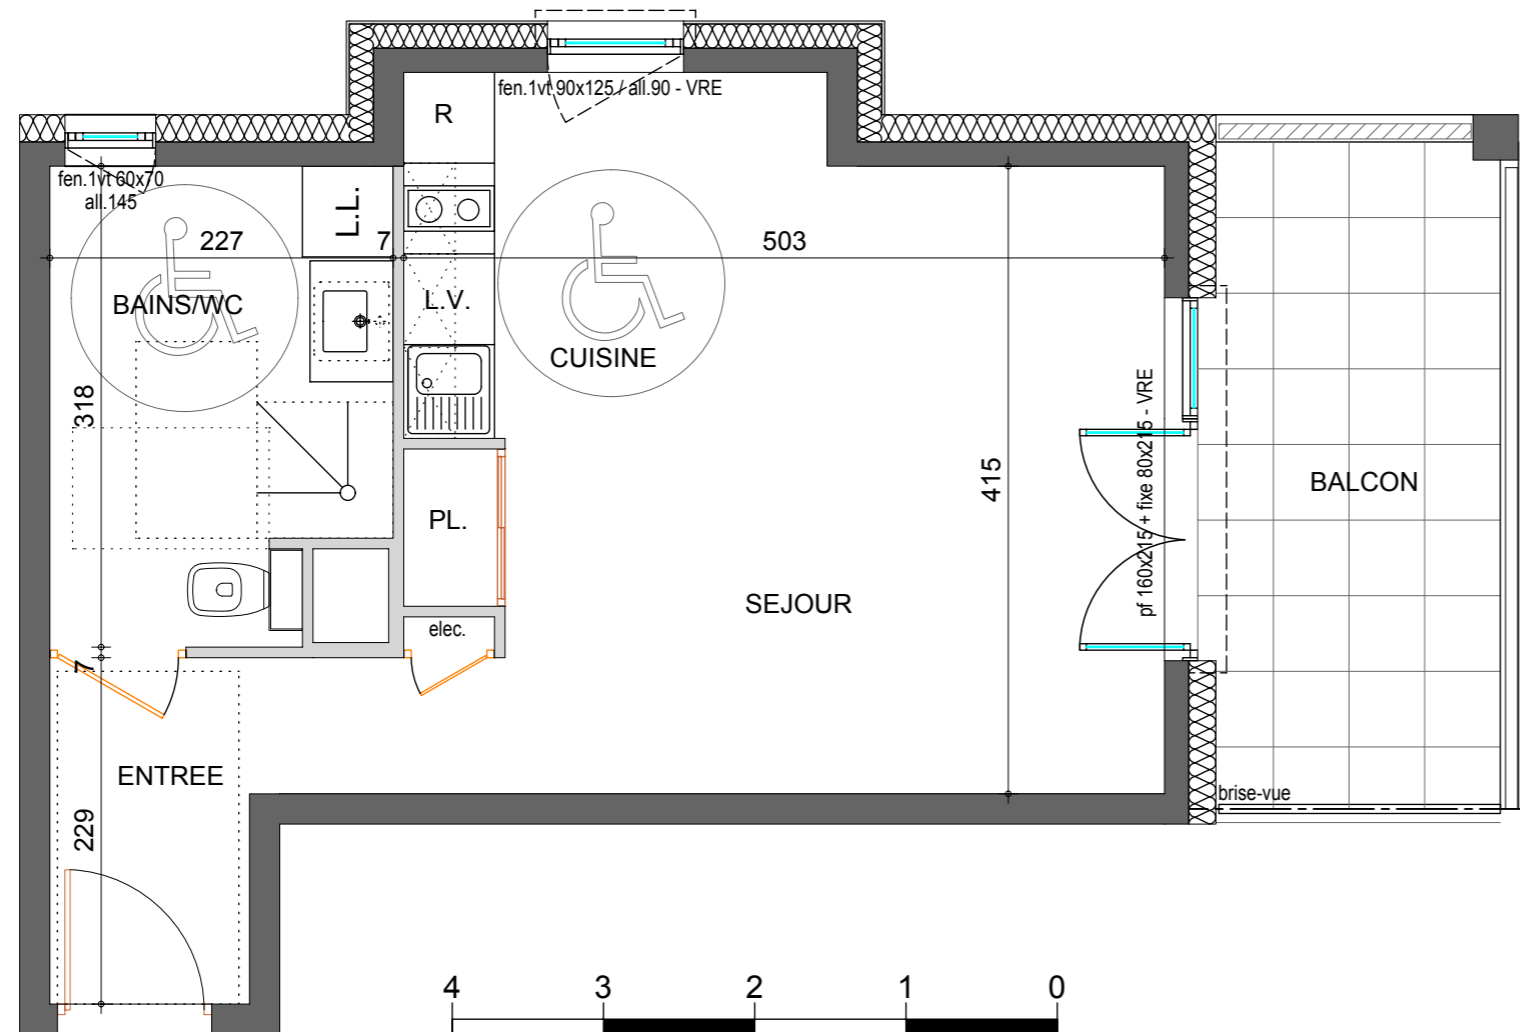 fen.1vt 90x125 / all.90 - VRE
R
fen.1vt 60x70
all.145
L.L.
227
7
503
BAINS/WC
L.V.
CUISINE
318
pf 160x215 + fixe 80x215 - VRE
415
BALCON
PL.
SEJOUR
elec.
7
ENTREE
brise-vue
229
4 3 2 1 0